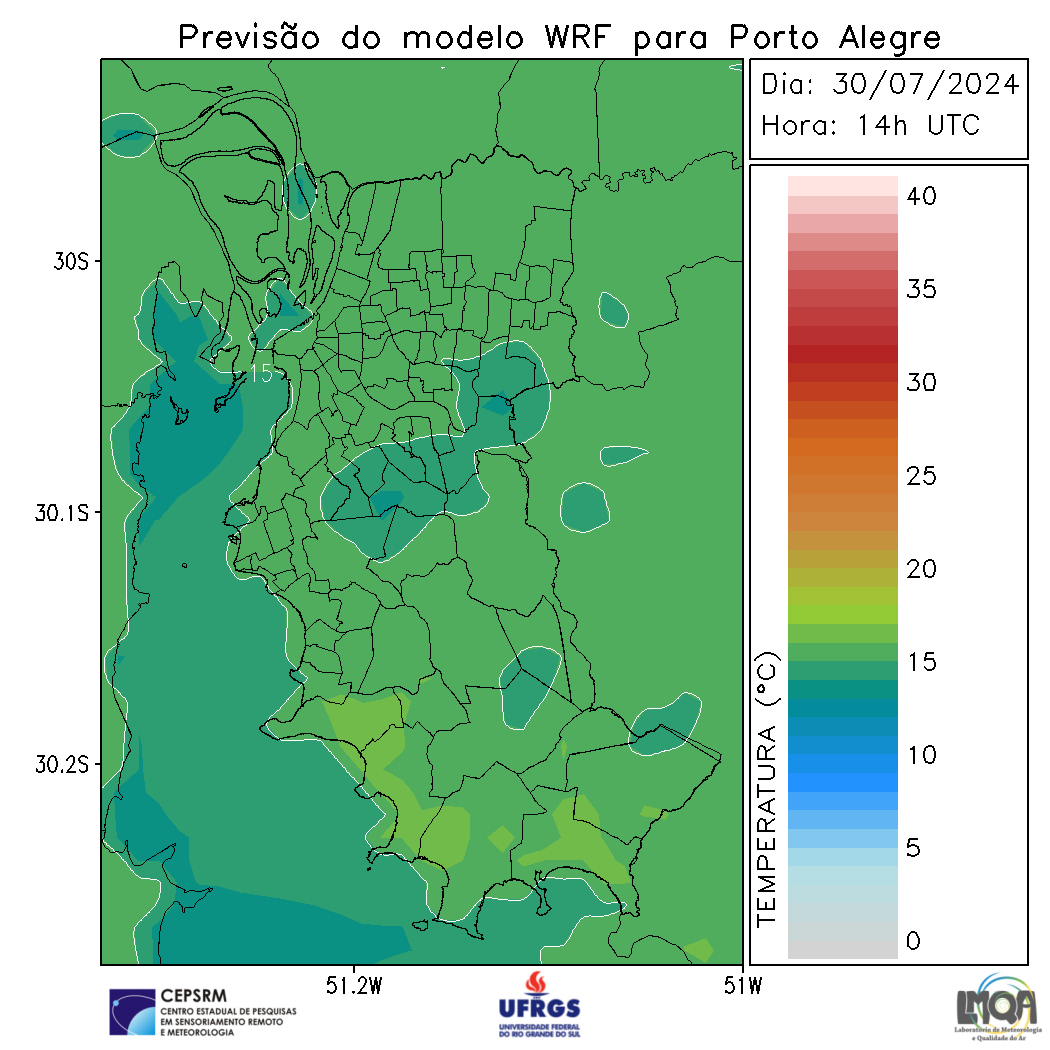 Previsão do modelo WRF para Porto Alegre
Dia: 30/07/2024
Hora: 14h UTC
40
35
30
25
20
15
10
5
0
TEMPERATURA (°C)
30S
30.1S
30.2S
15
51.2W
51W
CEPSRM
CENTRO ESTADUAL DE PESQUISAS
EM SENSORIAMENTO REMOTO
E METEOROLOGIA
UFRGS
UNIVERSIDADE FEDERAL
DO RIO GRANDE DO SUL
LMQA
Laboratório de Meteorologia
e Qualidade do Ar